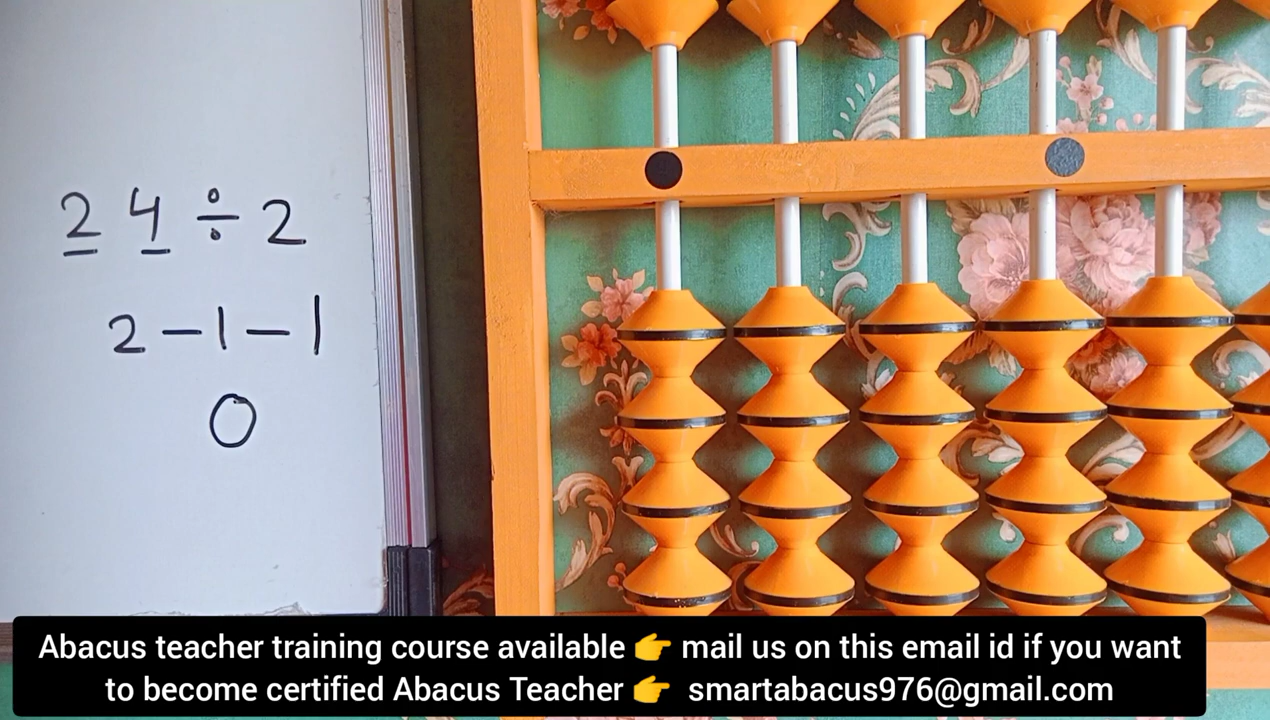 24 ÷ 2
2 – 1 – 1
0
Abacus teacher training course available 👉 mail us on this email id if you want
to become certified Abacus Teacher 👉 smartabacus976@gmail.com